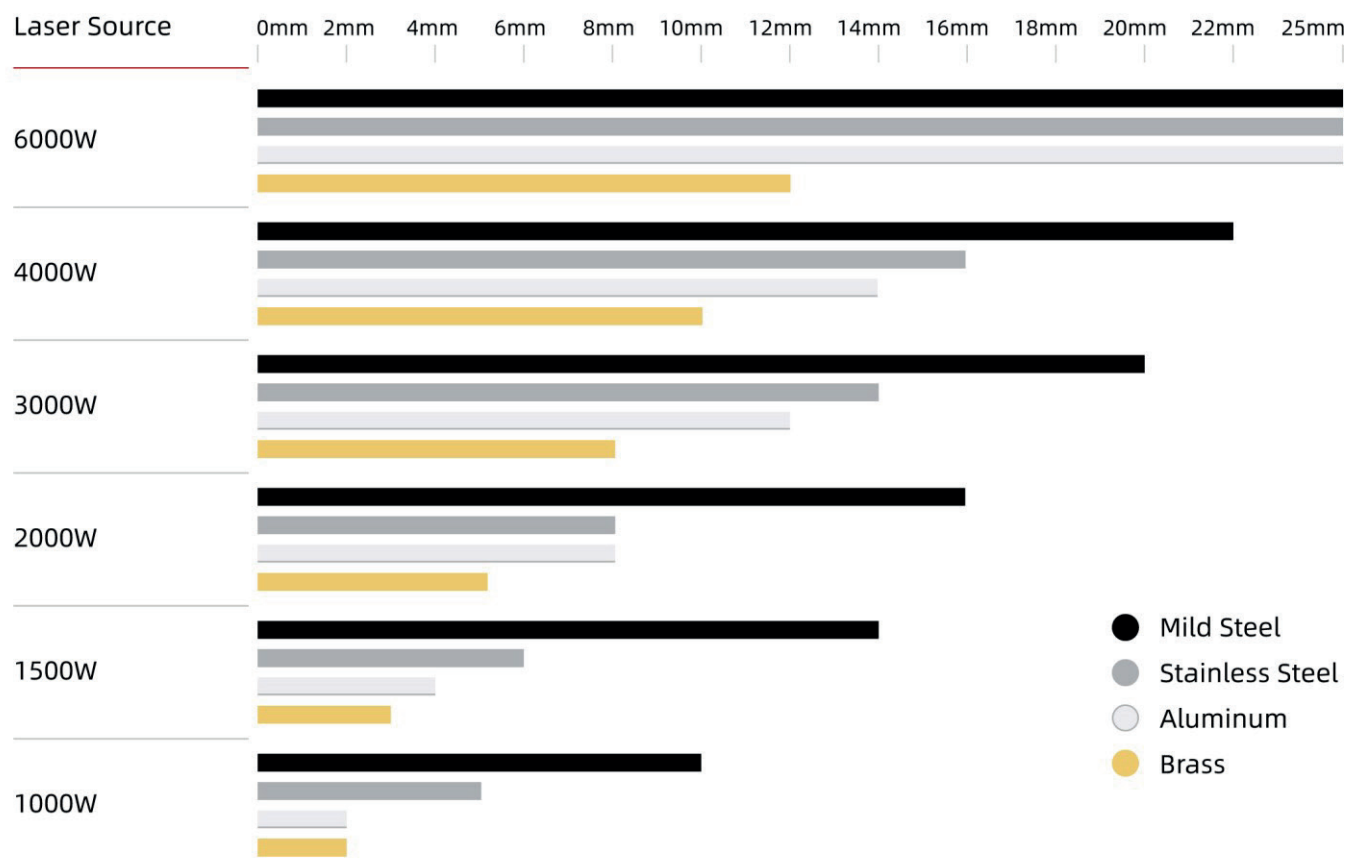 Laser Source 0mm 2mm 4mm 6mm 8mm 10mm 12mm 14mm 16mm 18mm 20mm 22mm 25mm
6000W
4000W
3000W
2000W
1500W
1000W
Mild Steel
Stainless Steel
Aluminum
Brass